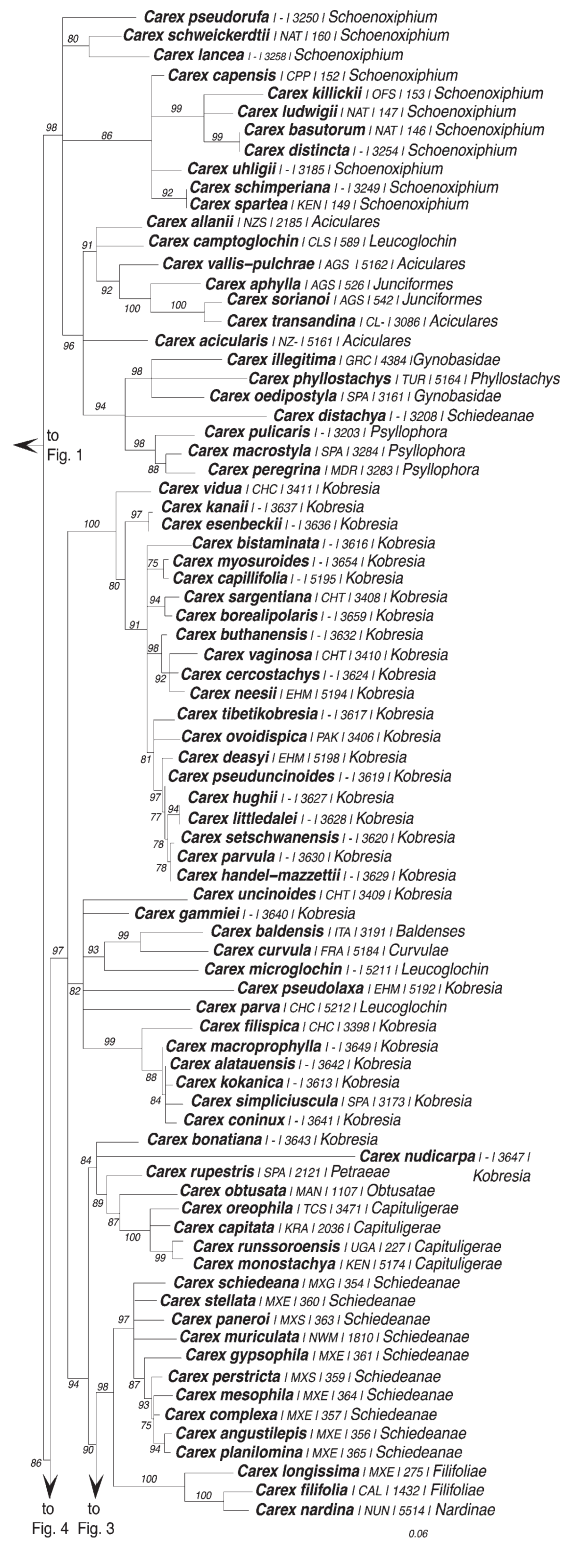 Carex pseudorufa I - I 3250 I Schoenoxiphium
80
Carex schweickerdtii I NAT I 160 I Schoenoxiphium
Carex lancea I - I 3258 I Schoenoxiphium
Carex capensis I CPP I 152 I Schoenoxiphium
Carex killickii I OFS I 153 I Schoenoxiphium
99
Carex ludwigii I NAT I 147 I Schoenoxiphium
98
Carex basutorum I NAT I 146 I Schoenoxiphium
86
99
Carex distincta I - I 3254 I Schoenoxiphium
Carex uhligii I - I 3185 I Schoenoxiphium
Carex schimperiana I - I 3249 I Schoenoxiphium
92
Carex spartea I KEN I 149 I Schoenoxiphium
Carex allanii I NZS I 2185 I Aciculares
91
Carex camptoglochin I CLS I 589 I Leucoglochin
Carex vallis–pulchrae I AGS I 5162 I Aciculares
92
Carex aphylla I AGS I 526 I Junciformes
100
100
Carex sorianoi I AGS I 542 I Junciformes
Carex transandina I CL- I 3086 I Aciculares
96
Carex acicularis I NZ- I 5161 I Aciculares
Carex illegitima I GRC I 4384 IGynobasidae
98
Carex phyllostachys I TUR I 5164 I Phyllostachys
Carex oedipostyla I SPA I 3161 I Gynobasidae
94
Carex distachya I - I 3208 I Schiedeanae
Carex pulicaris I - I 3203 I Psyllophora
98
Carex macrostyla I SPA I 3284 I Psyllophora
88
Carex peregrina I MDR I 3283 I Psyllophora
to
Fig. 1
Carex vidua I CHC I 3411 I Kobresia
Carex kanaii I - I 3637 I Kobresia
97
100
Carex esenbeckii I - I 3636 I Kobresia
Carex bistaminata I - I 3616 I Kobresia
75
Carex myosuroides I - I 3654 I Kobresia
80
Carex capillifolia I - I 5195 I Kobresia
Carex sargentiana I CHT I 3408 I Kobresia
94
Carex borealipolaris I - I 3659 I Kobresia
91
Carex buthanensis I - I 3632 I Kobresia
98
Carex vaginosa I CHT I 3410 I Kobresia
92
Carex cercostachys I - I 3624 I Kobresia
Carex neesii I EHM I 5194 I Kobresia
Carex tibetikobresia I - I 3617 I Kobresia
Carex ovoidispica I PAK I 3406 I Kobresia
81
Carex deasyi I EHM I 5198 I Kobresia
Carex pseuduncinoides I - I 3619 I Kobresia
97
Carex hughii I - I 3627 I Kobresia
94
77
Carex littledalei I - I 3628 I Kobresia
Carex setschwanensis I - I 3620 I Kobresia
78
Carex parvula I - I 3630 I Kobresia
78
Carex handel–mazzettii I - I 3629 I Kobresia
Carex uncinoides I CHT I 3409 I Kobresia
Carex gammiei I - I 3640 I Kobresia
Carex baldensis I ITA I 3191 I Baldenses
99
97
93
Carex curvula I FRA I 5184 I Curvulae
Carex microglochin I - I 5211 I Leucoglochin
82
Carex pseudolaxa I EHM I 5192 I Kobresia
Carex parva I CHC I 5212 I Leucoglochin
Carex filispica I CHC I 3398 I Kobresia
99
Carex macroprophylla I - I 3649 I Kobresia
Carex alatauensis I - I 3642 I Kobresia
88
Carex kokanica I - I 3613 I Kobresia
84
Carex simpliciuscula I SPA I 3173 I Kobresia
Carex coninux I - I 3641 I Kobresia
Carex bonatiana I - I 3643 I Kobresia
Carex nudicarpa I - I 3647 I
84
Carex rupestris I SPA I 2121 I Petraeae
Kobresia
Carex obtusata I MAN I 1107 I Obtusatae
89
Carex oreophila I TCS I 3471 I Capituligerae
87
Carex capitata I KRA I 2036 I Capituligerae
100
Carex runssoroensis I UGA I 227 I Capituligerae
99
Carex monostachya I KEN I 5174 I Capituligerae
Carex schiedeana I MXG I 354 I Schiedeanae
Carex stellata I MXE I 360 I Schiedeanae
97
Carex paneroi I MXS I 363 I Schiedeanae
Carex muriculata I NWM I 1810 I Schiedeanae
Carex gypsophila I MXE I 361 I Schiedeanae
Carex perstricta I MXS I 359 I Schiedeanae
94
98
87
Carex mesophila I MXE I 364 I Schiedeanae
93
Carex complexa I MXE I 357 I Schiedeanae
75
Carex angustilepis I MXE I 356 I Schiedeanae
90
94
Carex planilomina I MXE I 365 I Schiedeanae
86
Carex longissima I MXE I 275 I Filifoliae
100
Carex filifolia I CAL I 1432 I Filifoliae
100
Carex nardina I NUN I 5514 I Nardinae
to
Fig. 4
to
Fig. 3
0.06